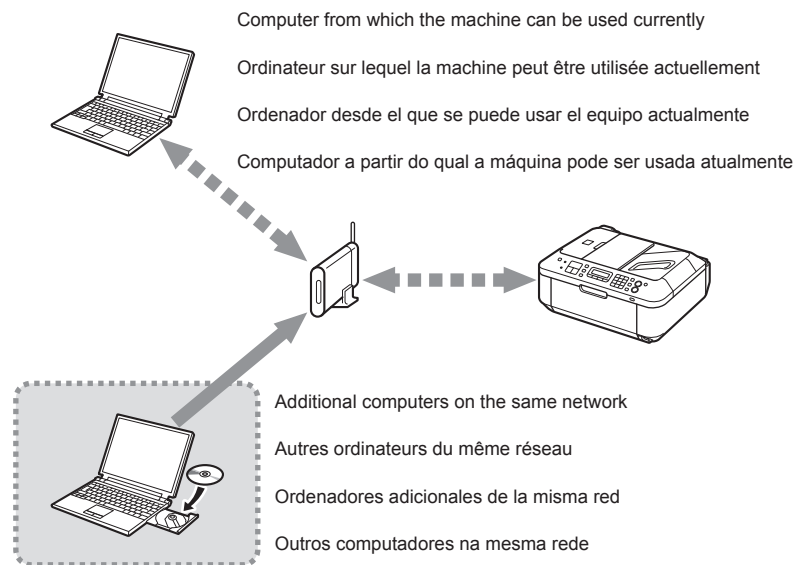 Computer from which the machine can be used currently
Ordinateur sur lequel la machine peut être utilisée actuellement
Ordenador desde el que se puede usar el equipo actualmente
Computador a partir do qual a máquina pode ser usada atualmente
Additional computers on the same network
Autres ordinateurs du même réseau
Ordenadores adicionales de la misma red
Outros computadores na mesma rede